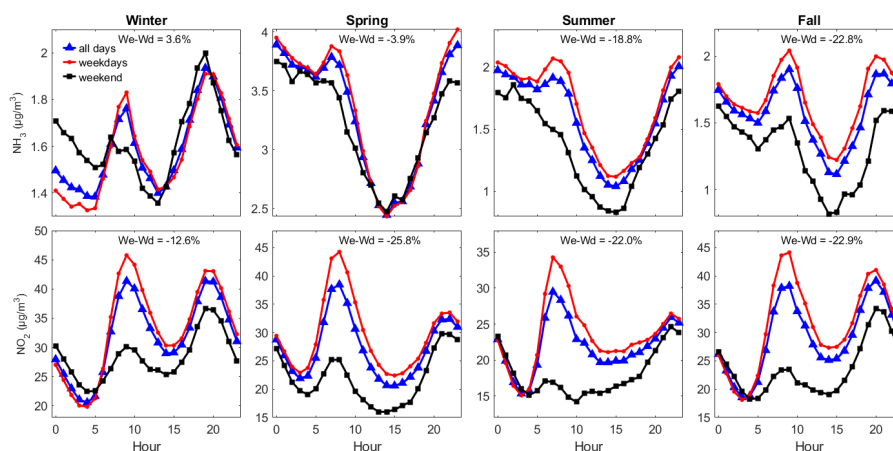 Winter
Spring
Summer
Fall
We-Wd 3.6%
We-Wd = -3.9%
We-Wd = -18.8%
We-Wd = -22.8%
all days
weekdays
weekend
NH3 (μg/m3)
2
1.8
1.6
1.4
4
3.5
3
2.5
2
1.5
1
2
1.5
1
We-Wd = -12.6%
We-Wd = -25.8%
We-Wd = -22.0%
We-Wd = -22.9%
NO2 (μg/m3)
50
45
40
35
30
25
20
45
40
35
30
25
20
15
35
30
25
20
15
45
40
35
30
25
20
15
0 5 10 15 20
0 5 10 15 20
0 5 10 15 20
0 5 10 15 20
Hour
Hour
Hour
Hour